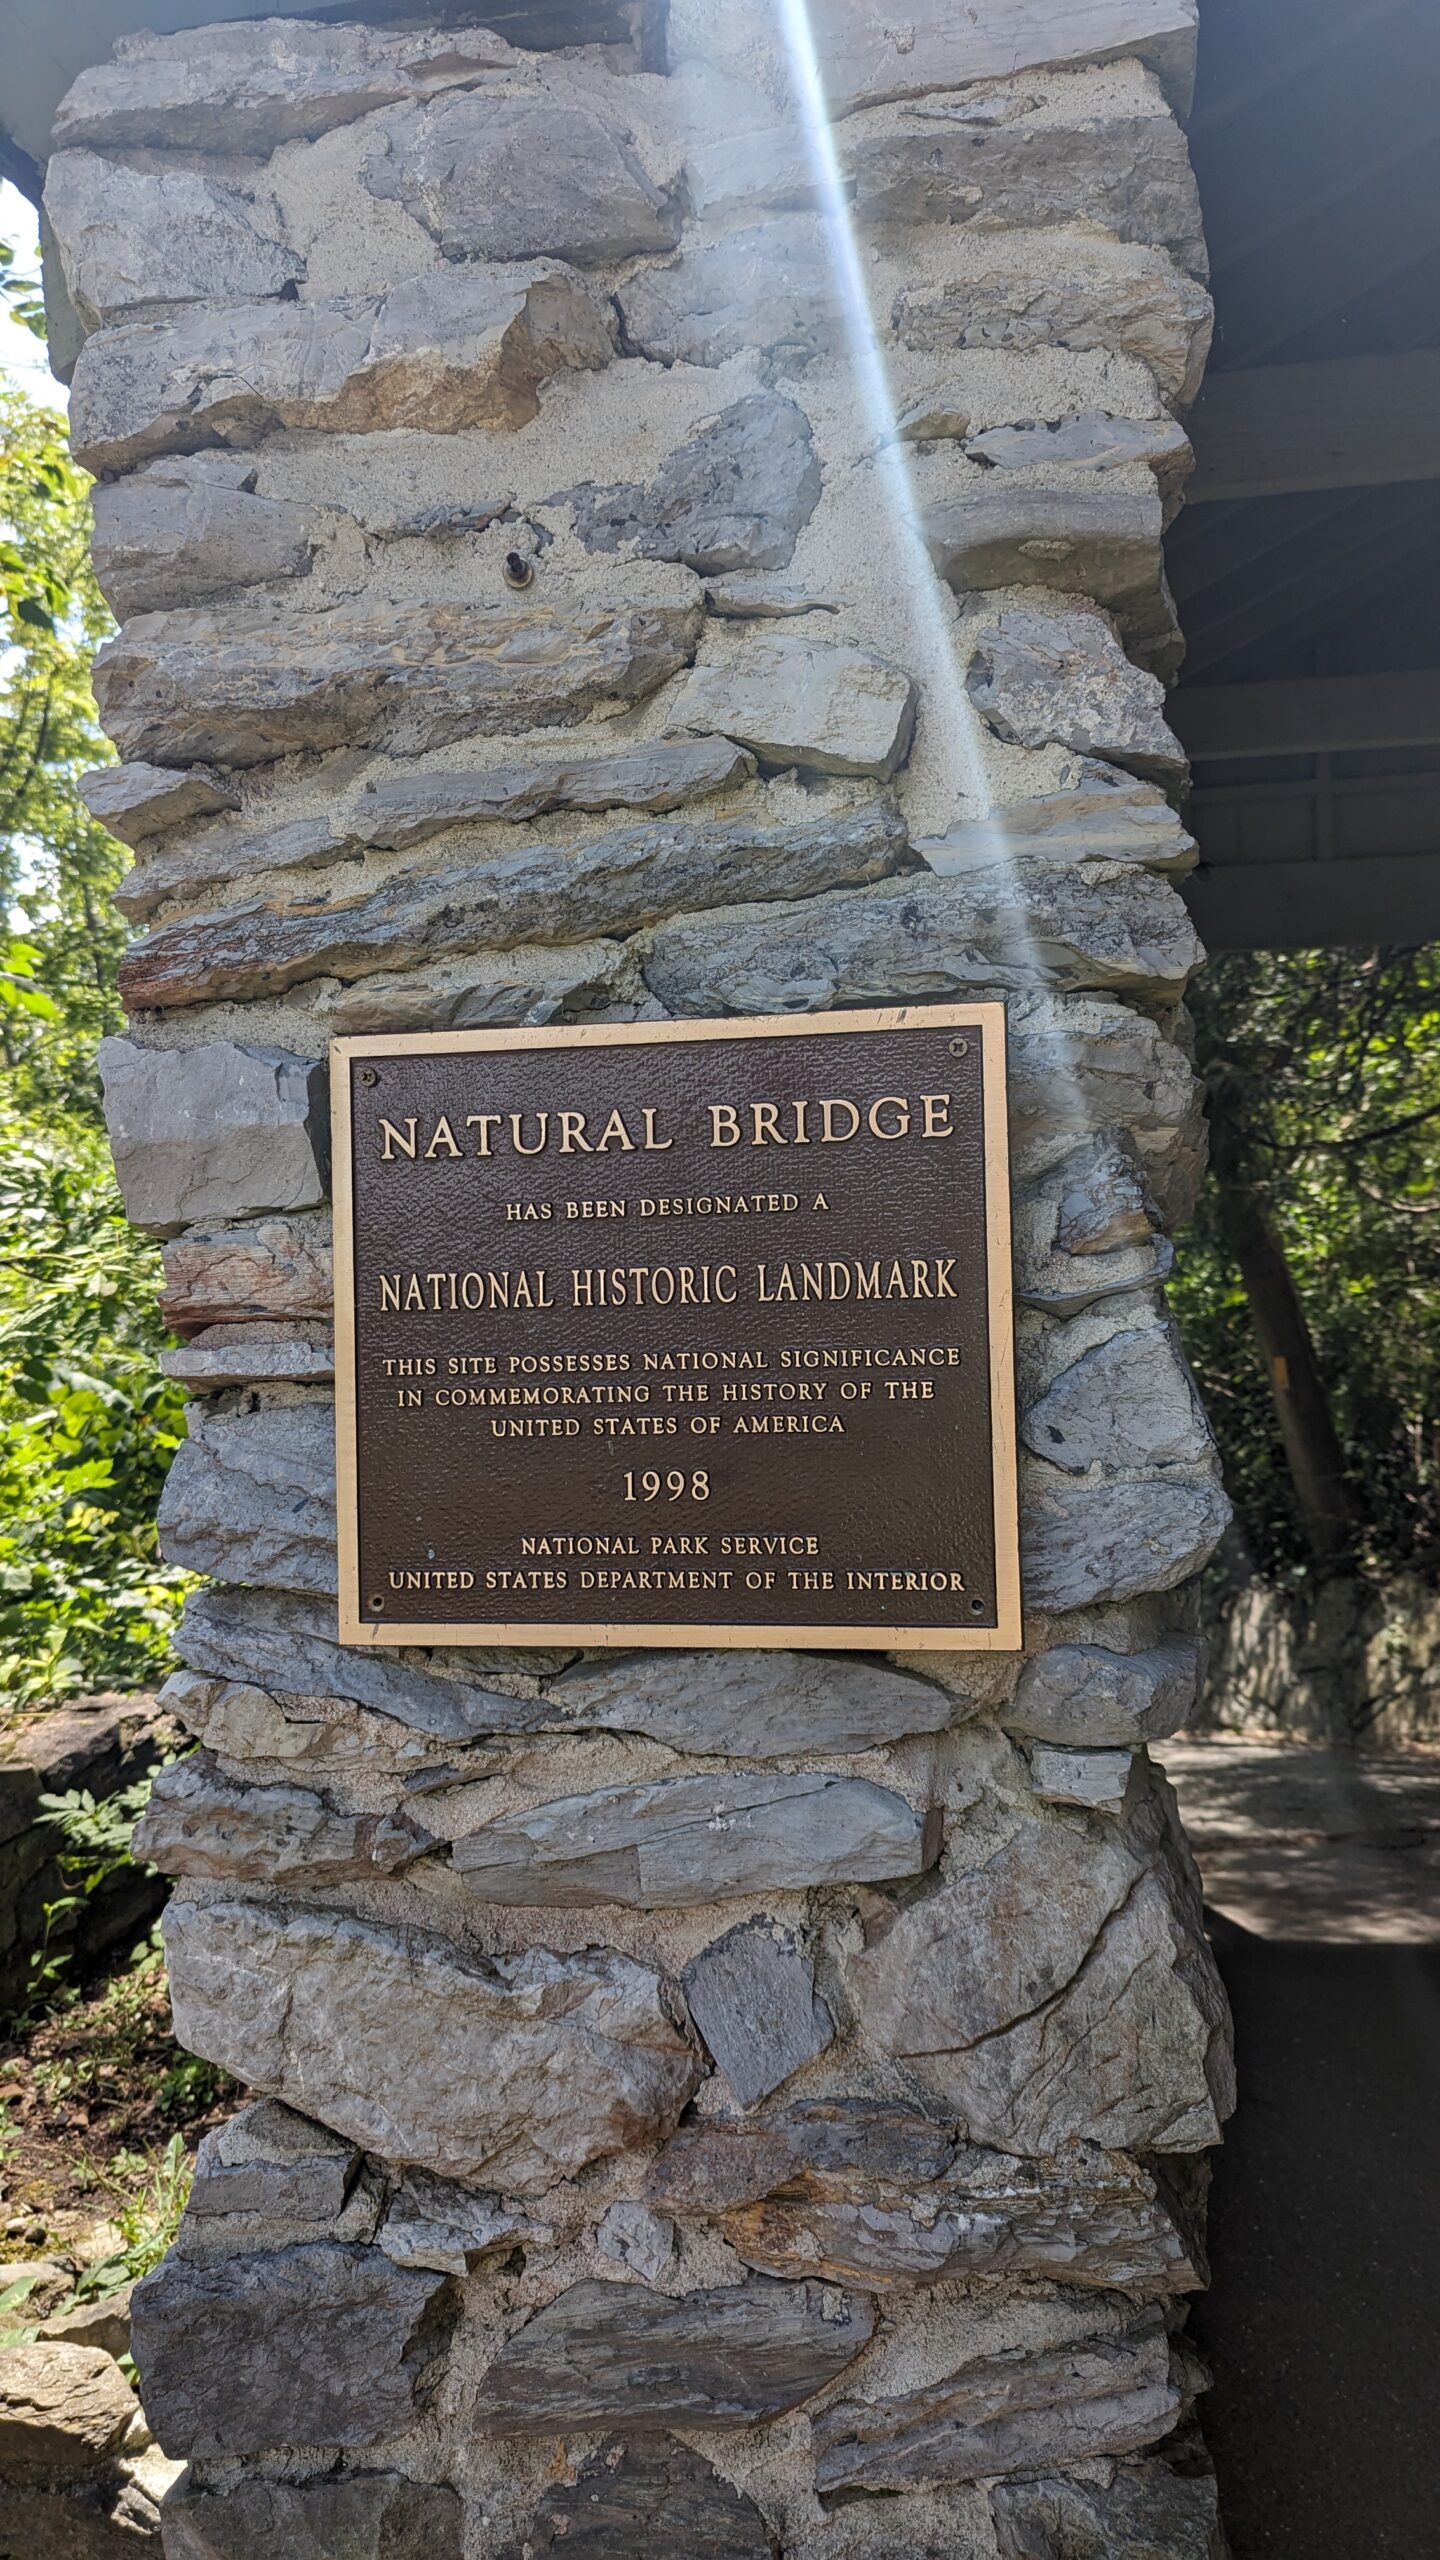 NATURAL BRIDGE
HAS BEEN DESIGNATED A
NATIONAL HISTORIC LANDMARK
THIS SITE POSSESSES NATIONAL SIGNIFICANCE
IN COMMEMORATING THE HISTORY OF THE
UNITED STATES OF AMERICA
1998
NATIONAL PARK SERVICE
UNITED STATES DEPARTMENT OF THE INTERIOR